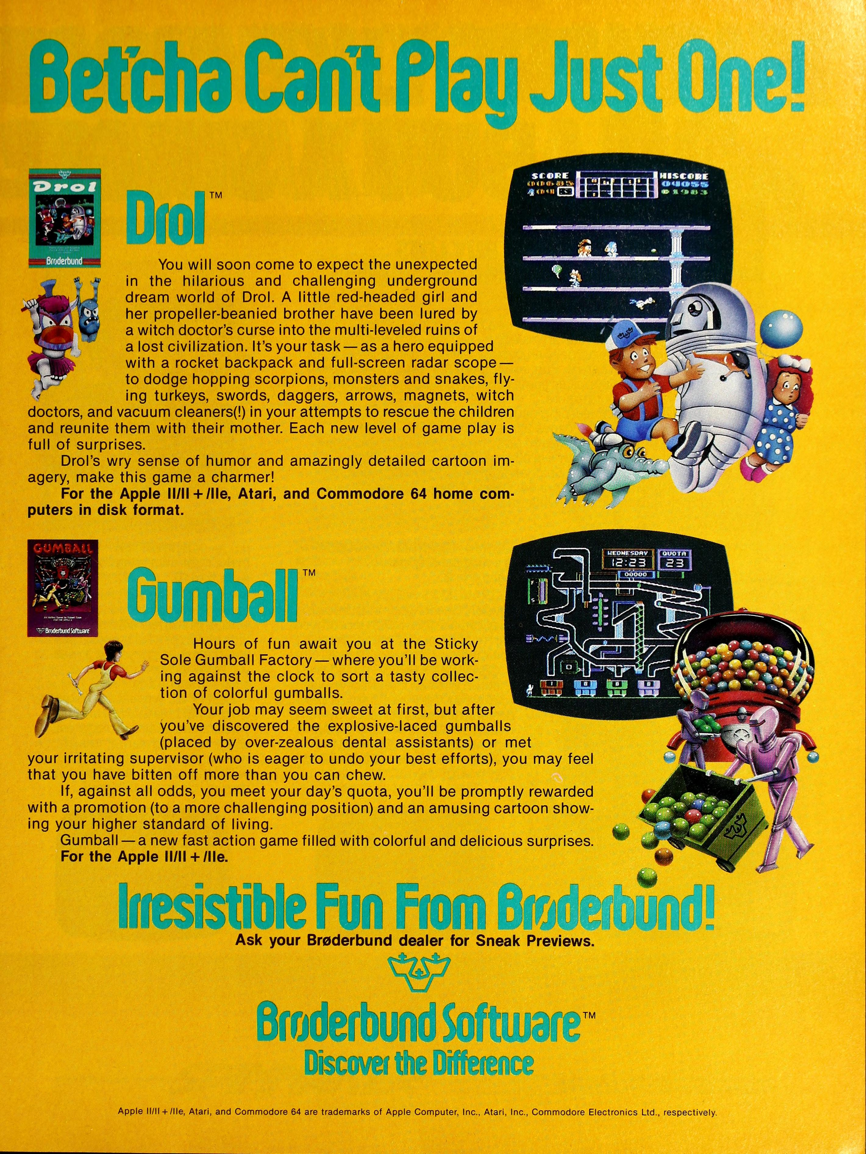 Bet'cha Can't Play Just One!
Drol
Brøderbund
Drol™
You will soon come to expect the unexpected
in the hilarious and challenging underground
dream world of Drol. A little red-headed girl and
her propeller-beanied brother have been lured by
a witch doctor's curse into the multi-leveled ruins of
a lost civilization. It's your task — as a hero equipped
with a rocket backpack and full-screen radar scope —
to dodge hopping scorpions, monsters and snakes, fly-
ing turkeys, swords, daggers, arrows, magnets, witch
doctors, and vacuum cleaners(!) in your attempts to rescue the children
and reunite them with their mother. Each new level of game play is
full of surprises.
Drol's wry sense of humor and amazingly detailed cartoon im-
agery, make this game a charmer!
For the Apple II/II + /IIe, Atari, and Commodore 64 home com-
puters in disk format.
SCORE HISCORE
00685 04055
©1983
GUMBALL
Brøderbund Software
Gumball™
Hours of fun await you at the Sticky
Sole Gumball Factory — where you'll be work-
ing against the clock to sort a tasty collec-
tion of colorful gumballs.
Your job may seem sweet at first, but after
you've discovered the explosive-laced gumballs
(placed by over-zealous dental assistants) or met
your irritating supervisor (who is eager to undo your best efforts), you may feel
that you have bitten off more than you can chew.
If, against all odds, you meet your day's quota, you'll be promptly rewarded
with a promotion (to a more challenging position) and an amusing cartoon show-
ing your higher standard of living.
Gumball — a new fast action game filled with colorful and delicious surprises.
For the Apple II/II + /IIe.
WEDNESDAY QUOTA
12:23 23
00000
Irresistible Fun From Brøderbund!
Ask your Brøderbund dealer for Sneak Previews.
Brøderbund Software™
Discover the Difference
Apple II/II + /IIe, Atari, and Commodore 64 are trademarks of Apple Computer, Inc., Atari, Inc., Commodore Electronics Ltd., respectively.